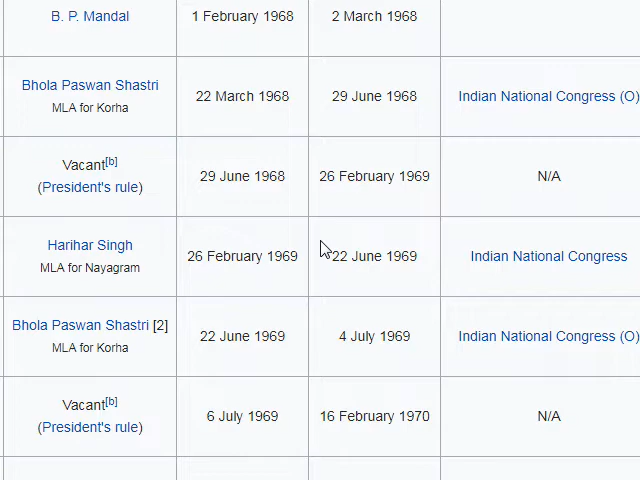 B. P. Mandal 1 February 1968 2 March 1968
Bhola Paswan Shastri
MLA for Korha
22 March 1968 29 June 1968 Indian National Congress (O)
Vacant[b]
(President's rule)
29 June 1968 26 February 1969 N/A
Harihar Singh
MLA for Nayagram
26 February 1969 22 June 1969 Indian National Congress
Bhola Paswan Shastri [2]
MLA for Korha
22 June 1969 4 July 1969 Indian National Congress (O)
Vacant[b]
(President's rule)
6 July 1969 16 February 1970 N/A